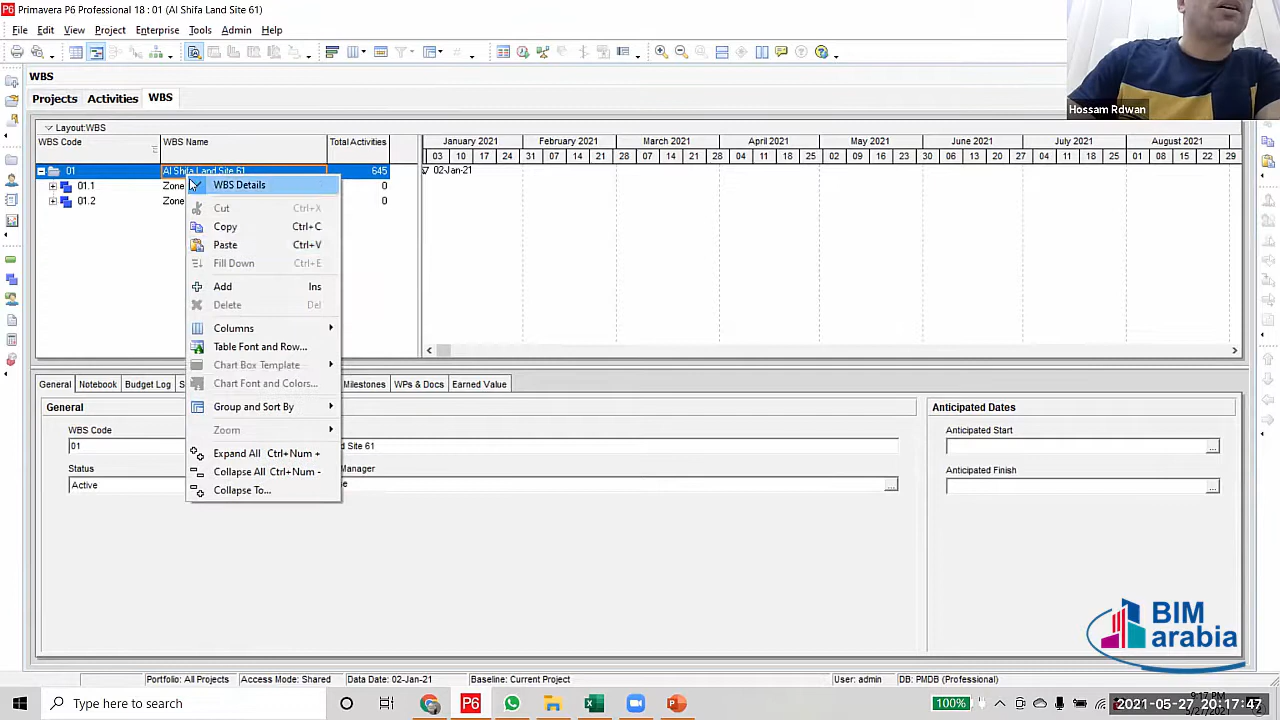 Primavera P6 Professional 18 : 01 (Al Shifa Land Site 61)
File Edit View Project Enterprise Tools Admin Help
Hossam Rdwan
WBS
Projects Activities WBS
Layout:WBS
WBS Code WBS Name Total Activities
January 2021 February 2021 March 2021 April 2021 May 2021 June 2021 July 2021 August 2021
03 10 17 24 31 07 14 21 28 07 14 21 28 04 11 18 25 02 09 16 23 30 06 13 20 27 04 11 18 25 01 08 15 22 29
01 Al Shifa Land Site 61 645 02-Jan-21
01.1 Zone 0
01.2 Zone 0
WBS Details
Cut Ctrl+X
Copy Ctrl+C
Paste Ctrl+V
Fill Down Ctrl+E
Add Ins
Delete Del
Columns
Table Font and Row...
Chart Box Template
Chart Font and Colors...
Group and Sort By
Zoom
Expand All Ctrl+Num +
Collapse All Ctrl+Num -
Collapse To...
General Notebook Budget Log S Milestones WPs & Docs Earned Value
General
WBS Code
01 d Site 61
Status Manager
Active e
Anticipated Dates
Anticipated Start
Anticipated Finish
BIM
arabia
Portfolio: All Projects Access Mode: Shared Data Date: 02-Jan-21 Baseline: Current Project User: admin DB: PMDB (Professional)
Type here to search
100%
9:17 PM
2021-05-27 20:17:47